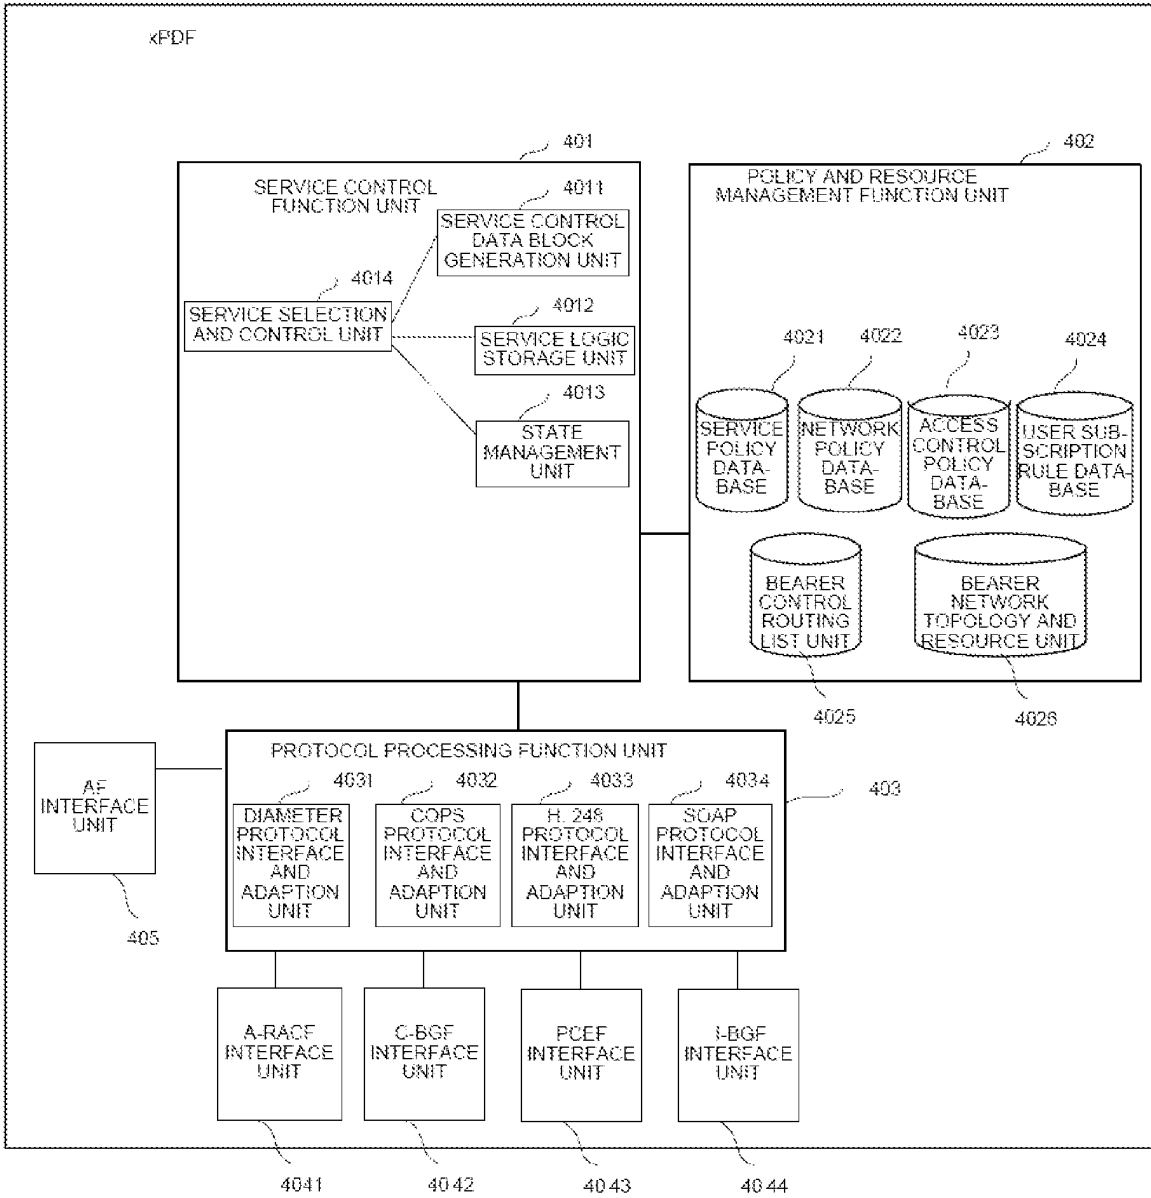 xPDF
401
402
SERVICE CONTROL
FUNCTION UNIT
4011
SERVICE CONTROL
DATA BLOCK
GENERATION UNIT
4014
SERVICE SELECTION
AND CONTROL UNIT
4012
SERVICE LOGIC
STORAGE UNIT
4013
STATE
MANAGEMENT
UNIT
POLICY AND RESOURCE
MANAGEMENT FUNCTION UNIT
4021
4022
4023
4024
SERVICE
POLICY
DATA-
BASE
NETWORK
POLICY
DATA-
BASE
ACCESS
CONTROL
POLICY
DATA-
BASE
USER SUB-
SCRIPTION
RULE DATA-
BASE
BEARER
CONTROL
ROUTING
LIST UNIT
BEARER
NETWORK
TOPOLOGY AND
RESOURCE UNIT
4025
4026
PROTOCOL PROCESSING FUNCTION UNIT
403
4031
4032
4033
4034
DIAMETER
PROTOCOL
INTERFACE
AND
ADAPTION
UNIT
COPS
PROTOCOL
INTERFACE
AND
ADAPTION
UNIT
H. 248
PROTOCOL
INTERFACE
AND
ADAPTION
UNIT
SOAP
PROTOCOL
INTERFACE
AND
ADAPTION
UNIT
AF
INTERFACE
UNIT
405
A-RACF
INTERFACE
UNIT
C-BGF
INTERFACE
UNIT
PCEF
INTERFACE
UNIT
I-BGF
INTERFACE
UNIT
4041
4042
4043
4044